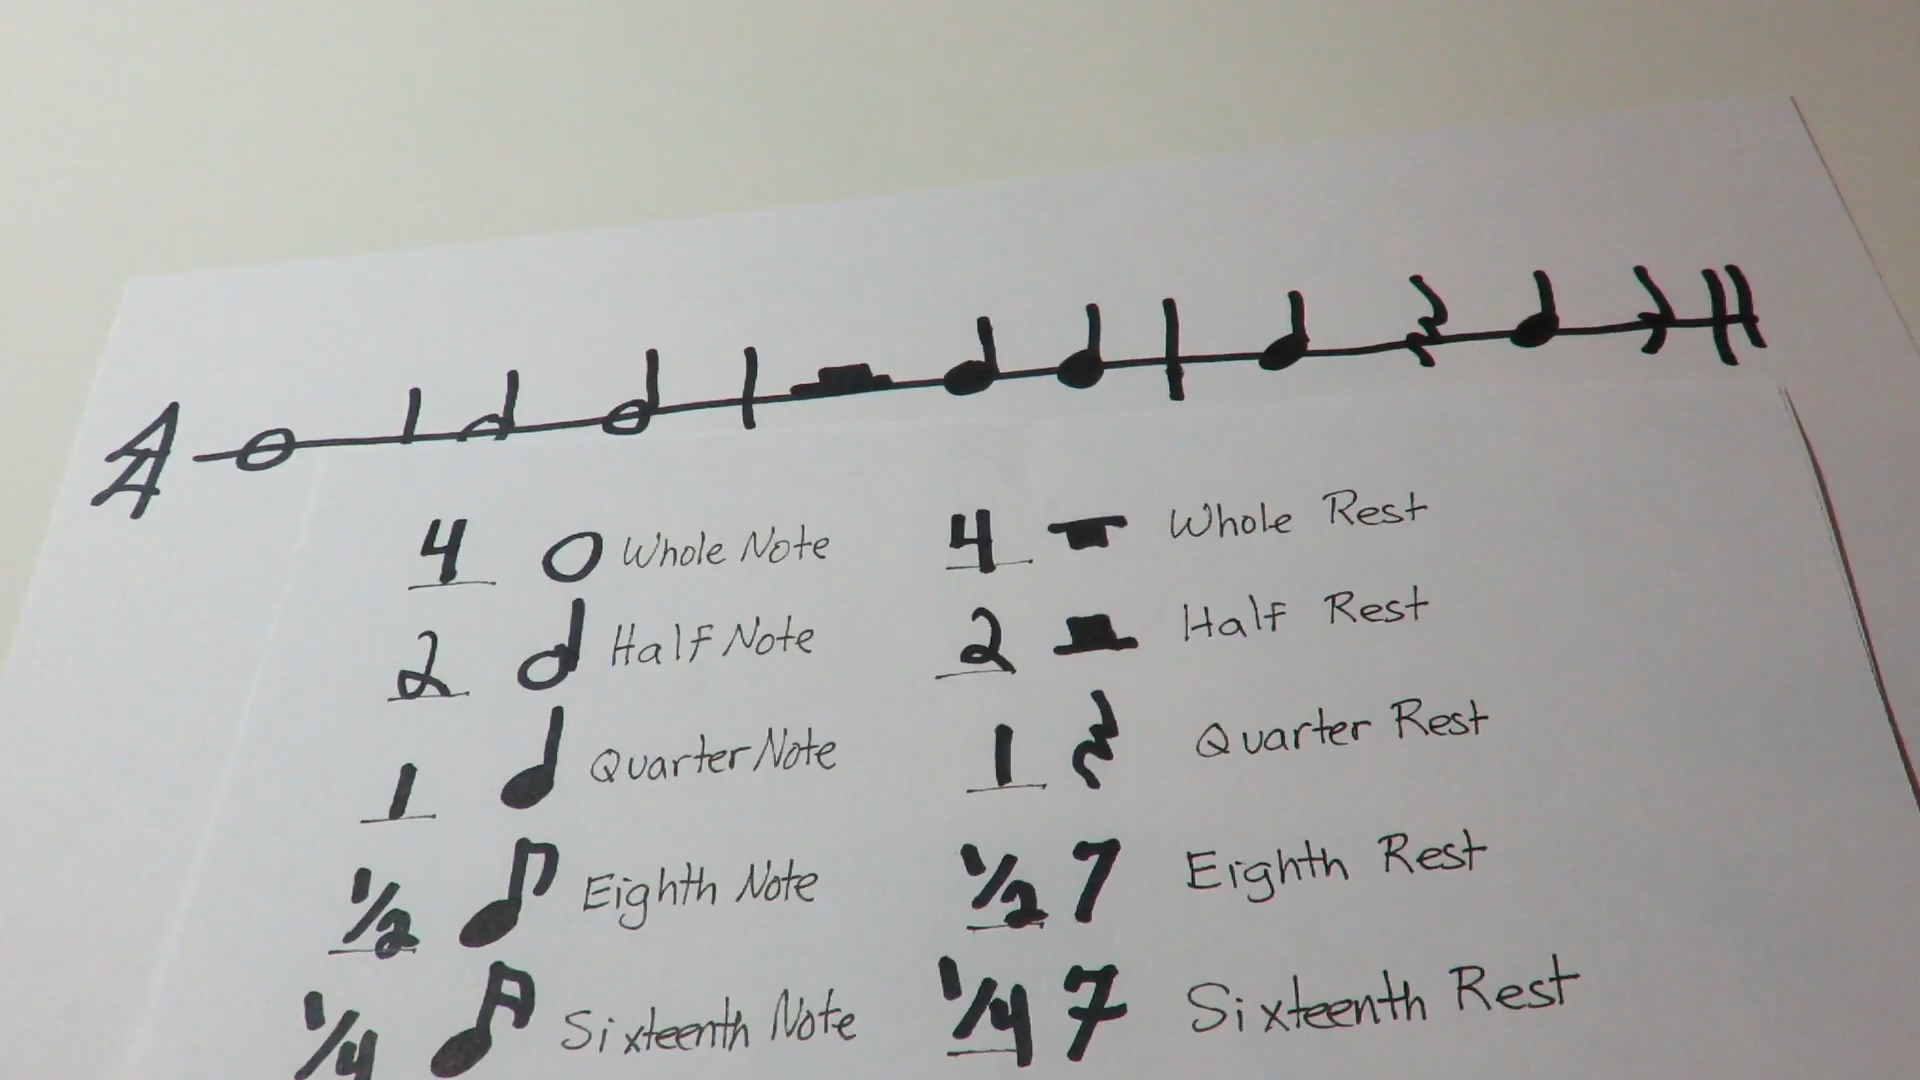 4
4
4 Whole Note 4 Whole Rest
2 Half Note 2 Half Rest
1 Quarter Note 1 Quarter Rest
1/2 Eighth Note 1/2 Eighth Rest
1/4 Sixteenth Note 1/4 Sixteenth Rest